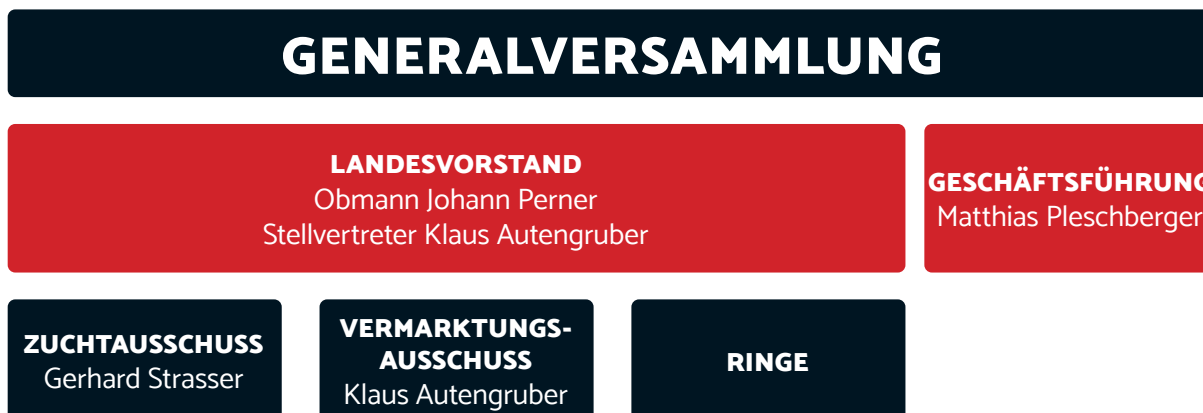 GENERALVERSAMMLUNG
LANDESVORSTAND
Obmann Johann Perner
Stellvertreter Klaus Autengruber
GESCHÄFTSFÜHRUNG
Matthias Pleschberger
ZUCHTAUSSCHUSS
Gerhard Strasser
VERMARKTUNGS-
AUSSCHUSS
Klaus Autengruber
RINGE